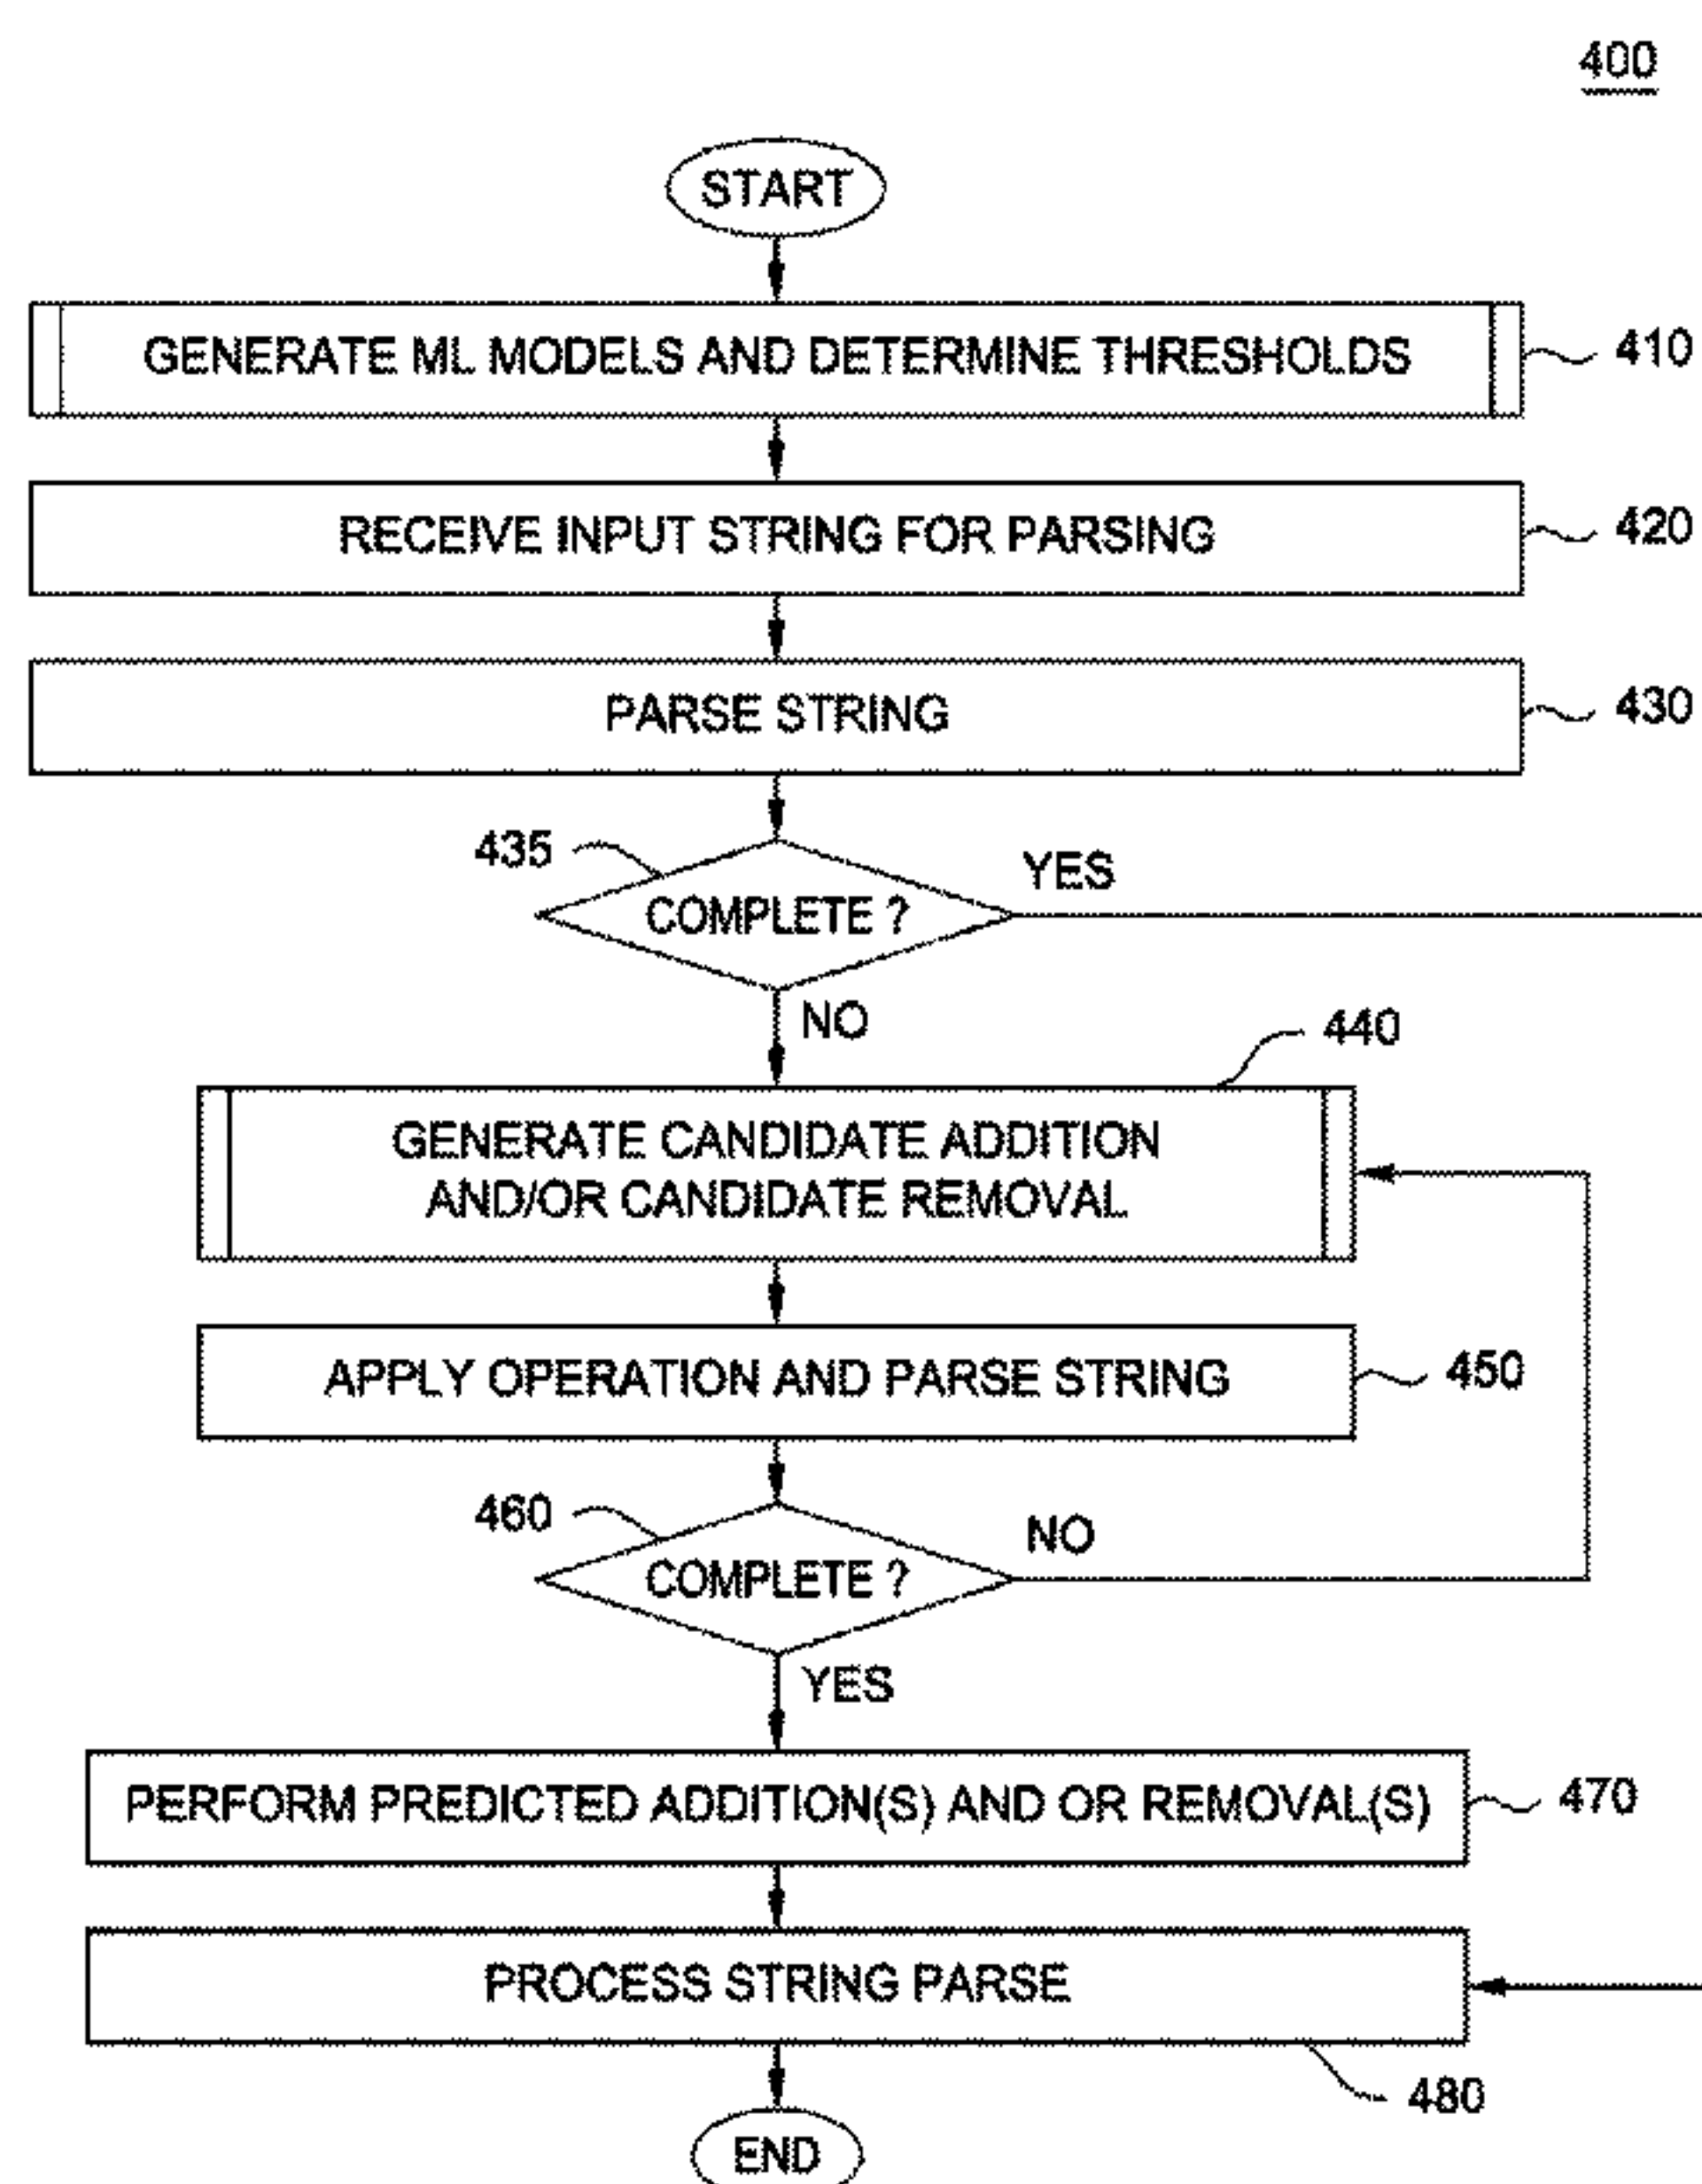 400
START
GENERATE ML MODELS AND DETERMINE THRESHOLDS
410
RECEIVE INPUT STRING FOR PARSING
420
PARSE STRING
430
435
COMPLETE ?
YES
NO
440
GENERATE CANDIDATE ADDITION
AND/OR CANDIDATE REMOVAL
APPLY OPERATION AND PARSE STRING
450
460
COMPLETE ?
NO
YES
PERFORM PREDICTED ADDITION(S) AND OR REMOVAL(S)
470
PROCESS STRING PARSE
480
END